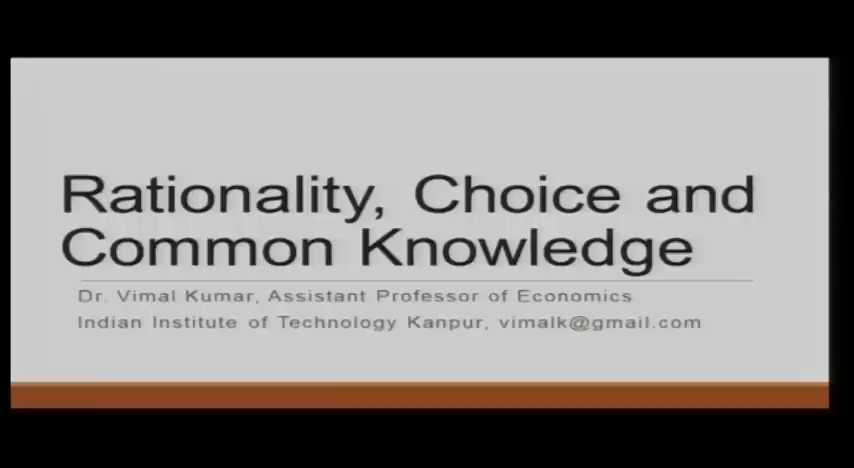 Rationality, Choice and
Common Knowledge
Dr. Vimal Kumar, Assistant Professor of Economics
Indian Institute of Technology Kanpur, vimalk@gmail.com